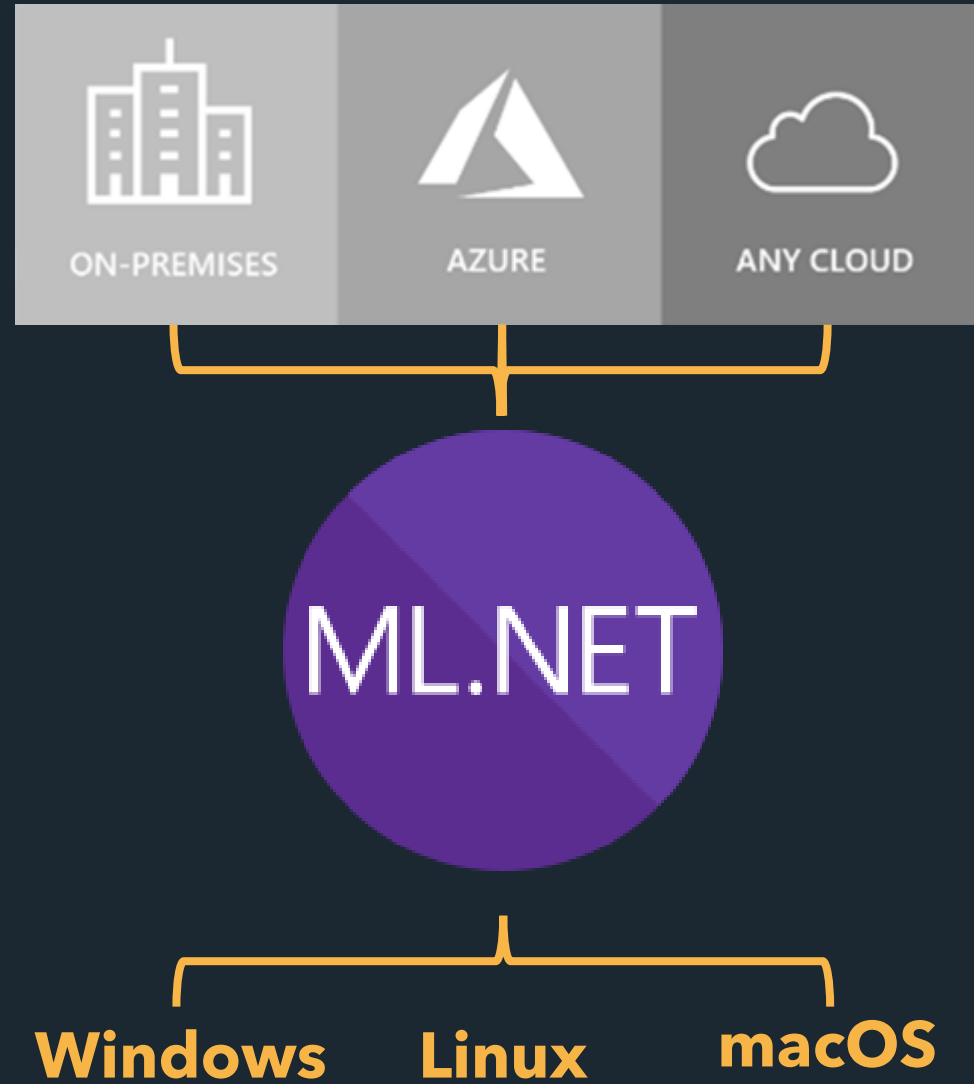 ON-PREMISES
AZURE
ANY CLOUD
ML.NET
Windows
Linux
macOS